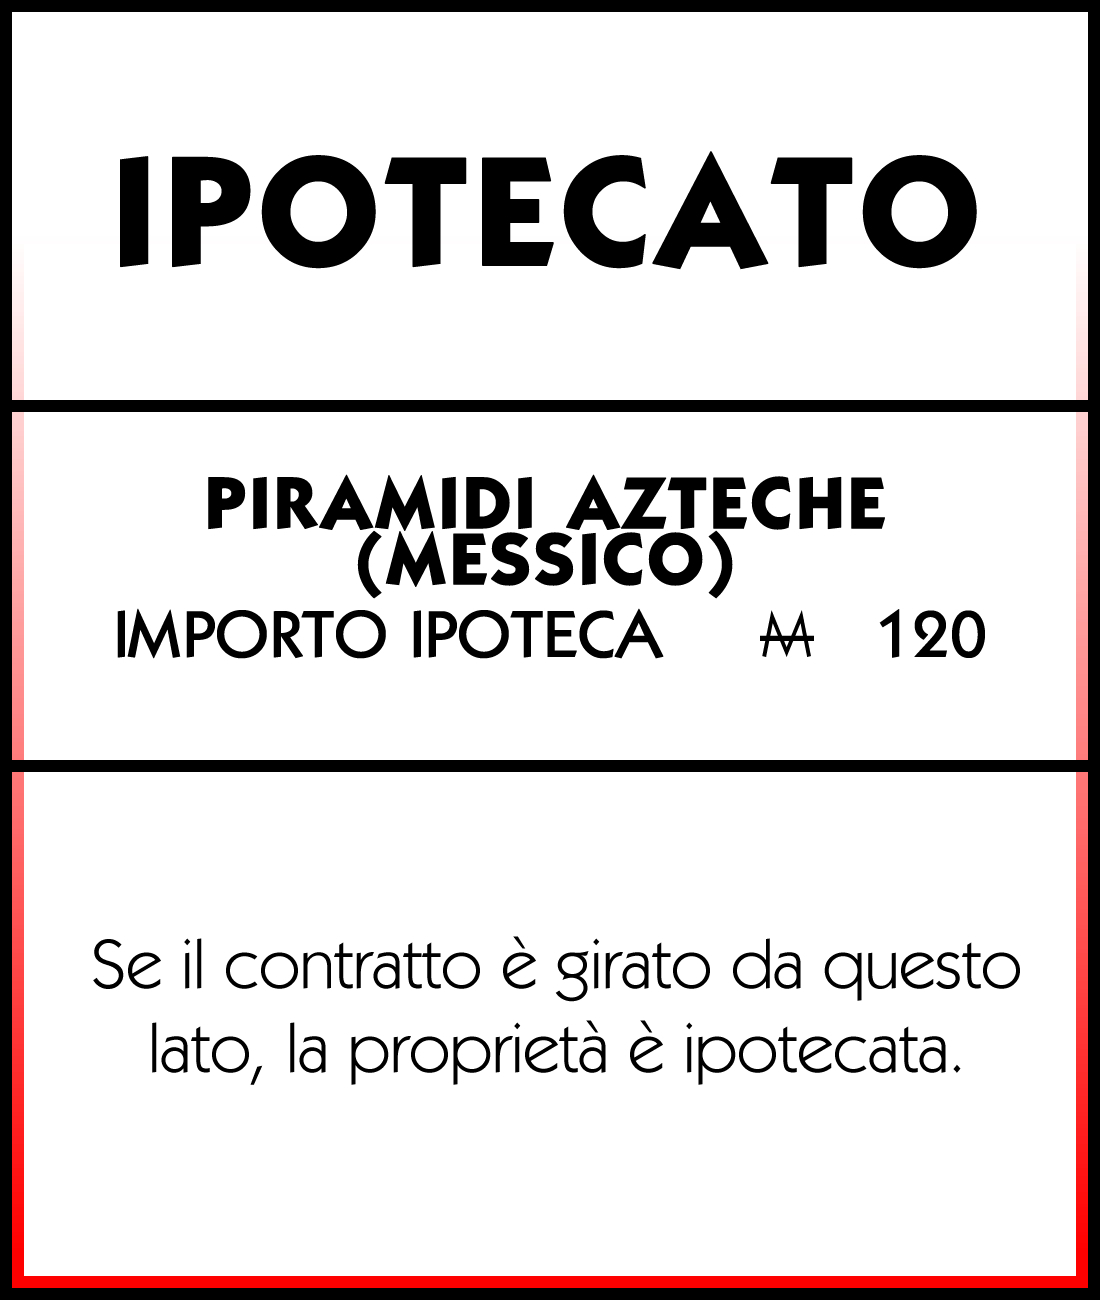 IPOTECATO
PIRAMIDI AZTECHE
(MESSICO)
IMPORTO IPOTECA M 120
Se il contratto è girato da questo
lato, la proprietà è ipotecata.